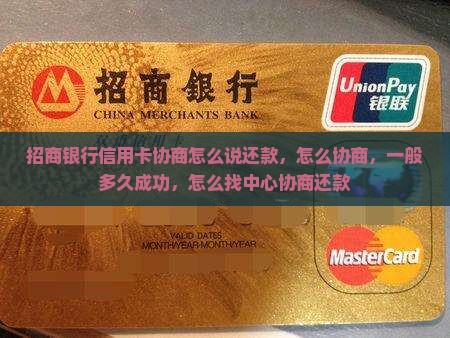 招商銀行
CHINA MERCHANTS BANK
UnionPay
银联
招商银行信用卡协商怎么说还款，怎么协商，一般
多久成功，怎么找中心协商还款
VALID DATES
MONTH/YEAR-MONTH/YEAR
MasterCard